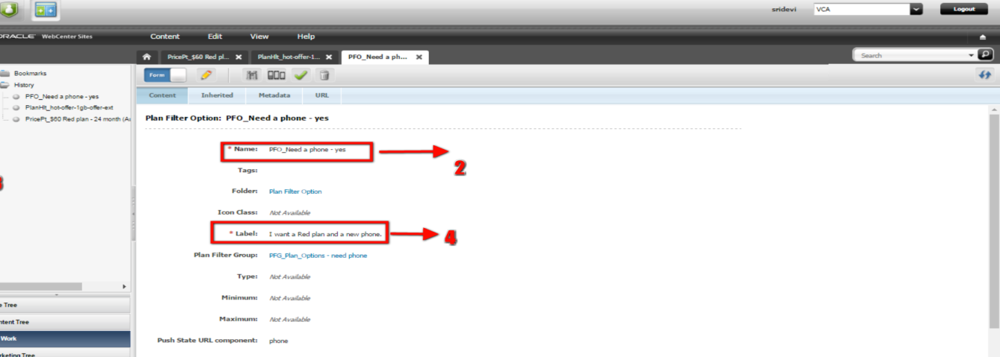 sridevi VCA Logout
ORACLE WebCenter Sites Content Edit View Help
PricePt_$60 Red pl... PlanHlt_hot-offer-1... PFO_Need a ph... Search
Bookmarks
Form
History
PFO_Need a phone - yes
Content Inherited Metadata URL
PlanHlt_hot-offer-1gb-offer-ext
PricePt_$60 Red plan - 24 month (A
Plan Filter Option: PFO_Need a phone - yes
* Name: PFO_Need a phone - yes
2
Tags:
Folder: Plan Filter Option
Icon Class: Not Available
* Label: I want a Red plan and a new phone.
4
Plan Filter Group: PFG_Plan_Options - need phone
Type: Not Available
Minimum: Not Available
e Tree
Maximum: Not Available
ntent Tree
Work
Push State URL component: phone
rketing Tree